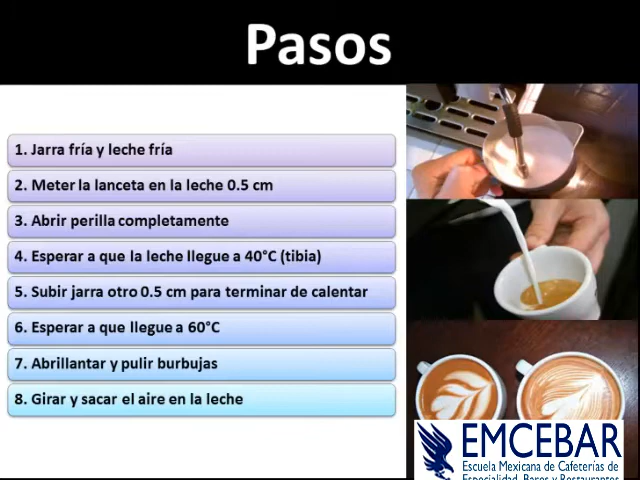 Pasos
1. Jarra fría y leche fría
2. Meter la lanceta en la leche 0.5 cm
3. Abrir perilla completamente
4. Esperar a que la leche llegue a 40°C (tibia)
5. Subir jarra otro 0.5 cm para terminar de calentar
6. Esperar a que llegue a 60°C
7. Abrillantar y pulir burbujas
8. Girar y sacar el aire en la leche
EMCEBAR
Escuela Mexicana de Cafeterías de
Especialidad, Bares y Restaurantes